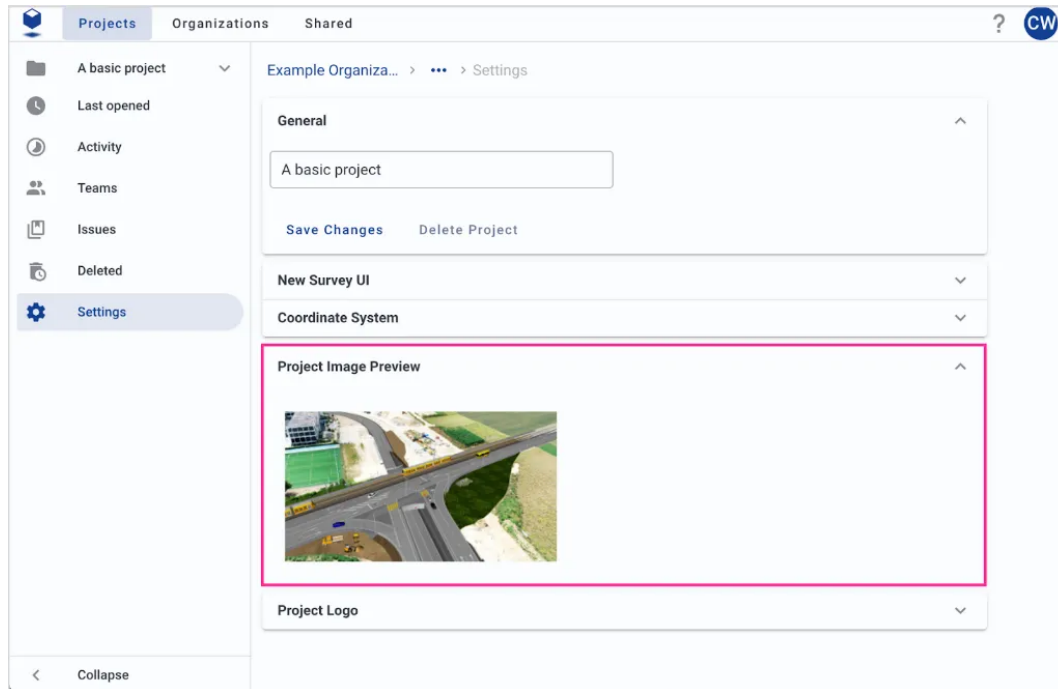 Projects Organizations Shared ? CW
A basic project
Last opened
Activity
Teams
Issues
Deleted
Settings
Collapse
Example Organiza... > ••• > Settings
General
A basic project
Save Changes Delete Project
New Survey UI
Coordinate System
Project Image Preview
Project Logo